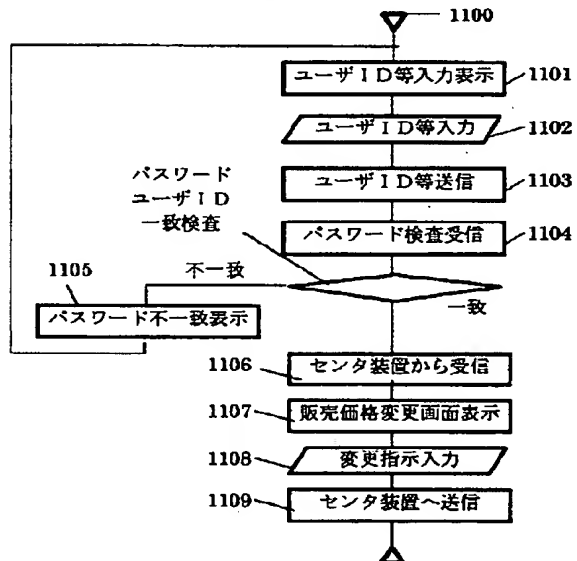 1100
ユーザID等入力表示
1101
ユーザID等入力
1102
ユーザID等送信
1103
パスワード検査受信
1104
パスワード
ユーザID
一致検査
1105
不一致
一致
パスワード不一致表示
1106
センタ装置から受信
1107
販売価格変更画面表示
1108
変更指示入力
1109
センタ装置へ送信